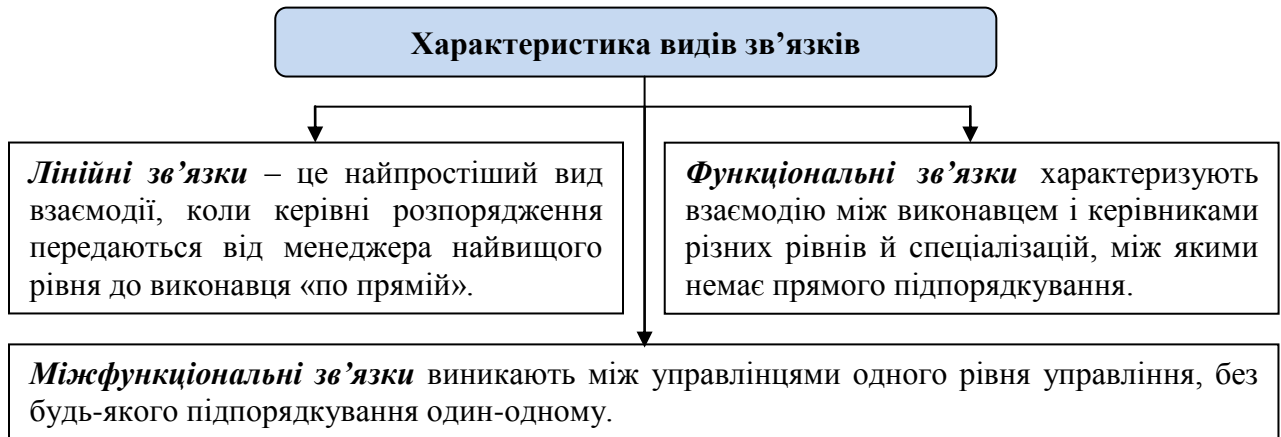 Характеристика видів зв’язків
Лінійні зв’язки – це найпростіший вид
взаємодії, коли керівні розпорядження
передаються від менеджера найвищого
рівня до виконавця «по прямій».
Функціональні зв’язки характеризують
взаємодію між виконавцем і керівниками
різних рівнів й спеціалізацій, між якими
немає прямого підпорядкування.
Міжфункціональні зв’язки виникають між управлінцями одного рівня управління, без
будь-якого підпорядкування один-одному.